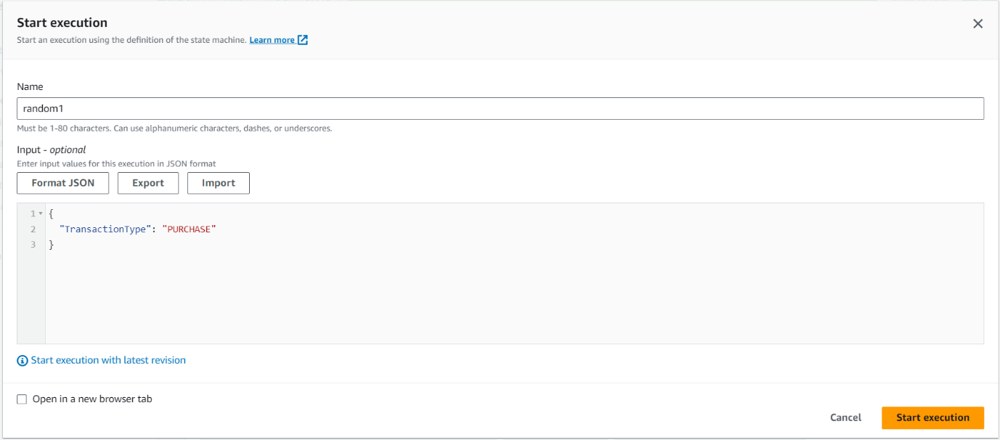 Start execution
Start an execution using the definition of the state machine. Learn more
Name
random1
Must be 1-80 characters. Can use alphanumeric characters, dashes, or underscores.
Input - optional
Enter input values for this execution in JSON format
Format JSON Export Import
1 {
2 "TransactionType": "PURCHASE"
3 }
Start execution with latest revision
Open in a new browser tab
Cancel Start execution